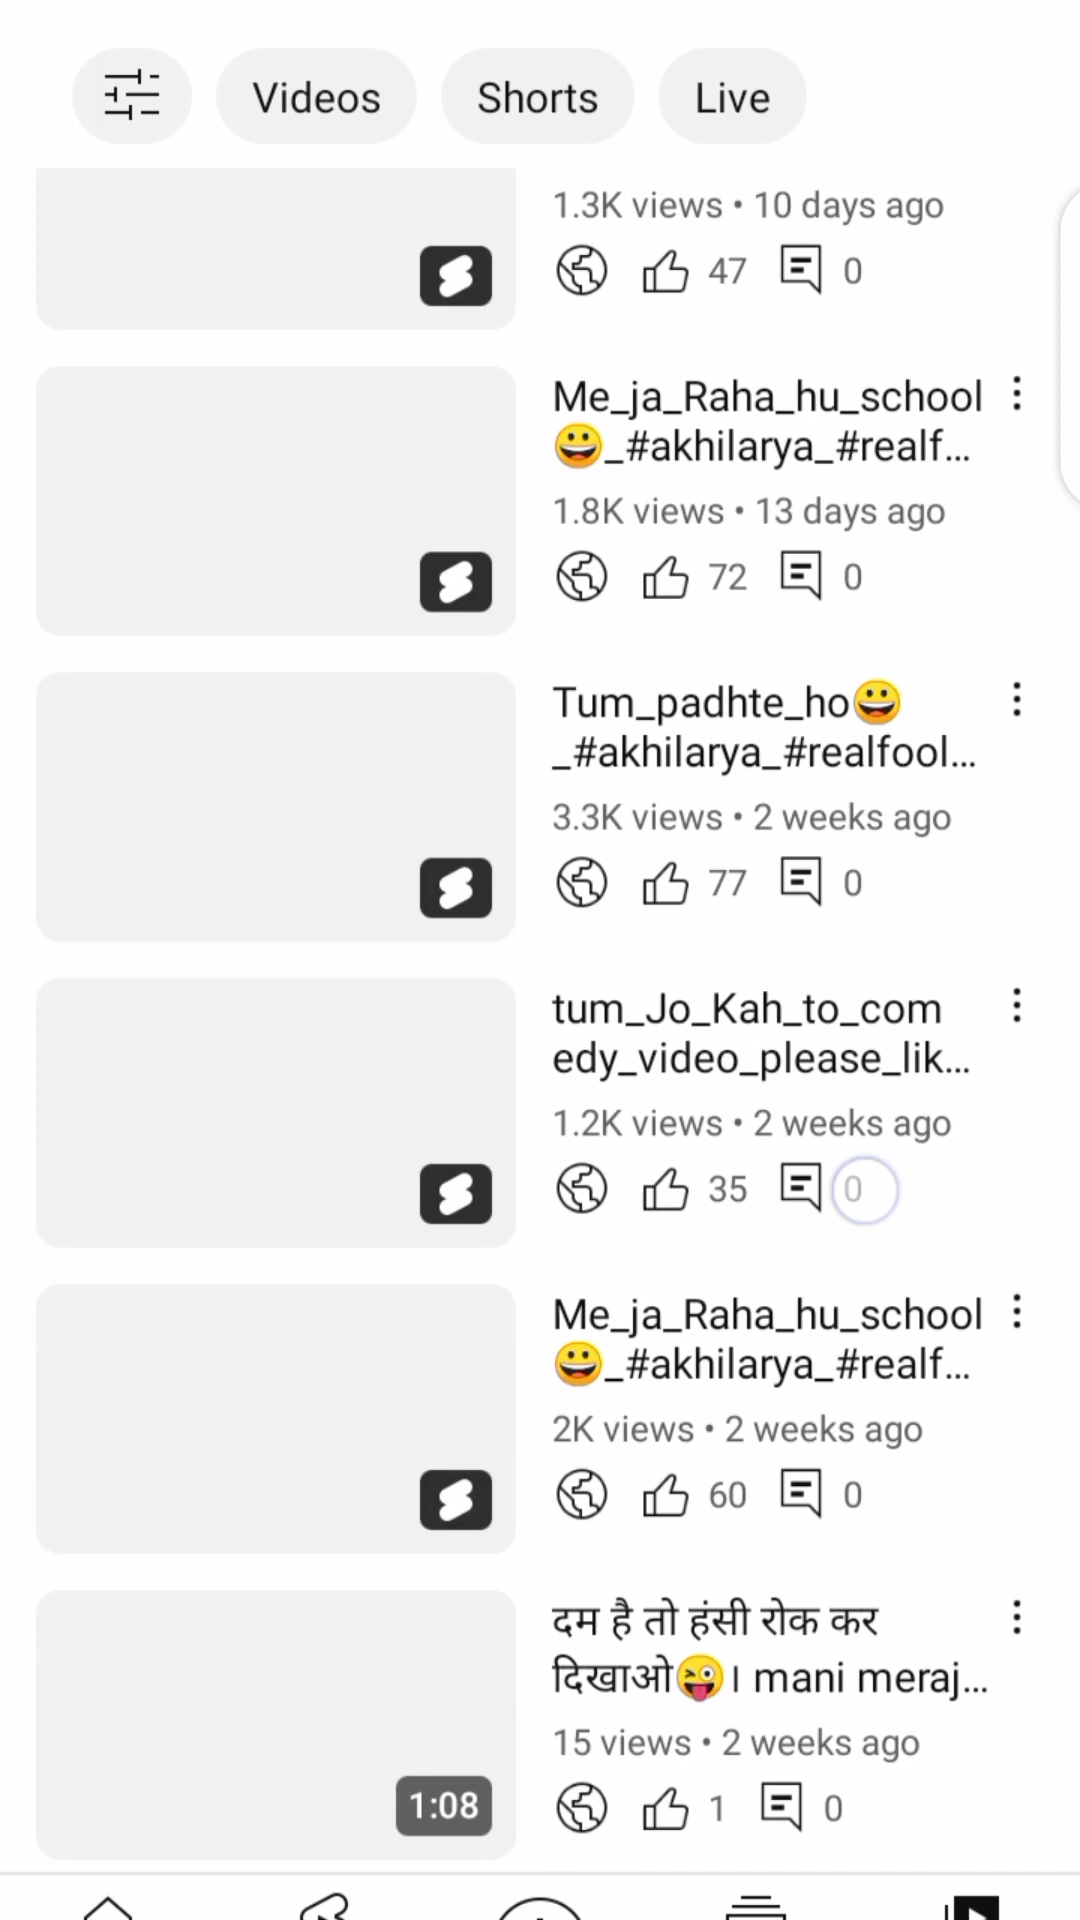 Videos Shorts Live
1.3K views • 10 days ago
47 0
Me_ja_Raha_hu_school
😀_#akhilarya_#realf...
1.8K views • 13 days ago
72 0
Tum_padhte_ho😀
_#akhilarya_#realfool...
3.3K views • 2 weeks ago
77 0
tum_Jo_Kah_to_com
edy_video_please_lik...
1.2K views • 2 weeks ago
35 0
Me_ja_Raha_hu_school
😀_#akhilarya_#realf...
2K views • 2 weeks ago
60 0
दम है तो हंसी रोक कर
दिखाओ😜। mani meraj...
15 views • 2 weeks ago
1:08
1 0